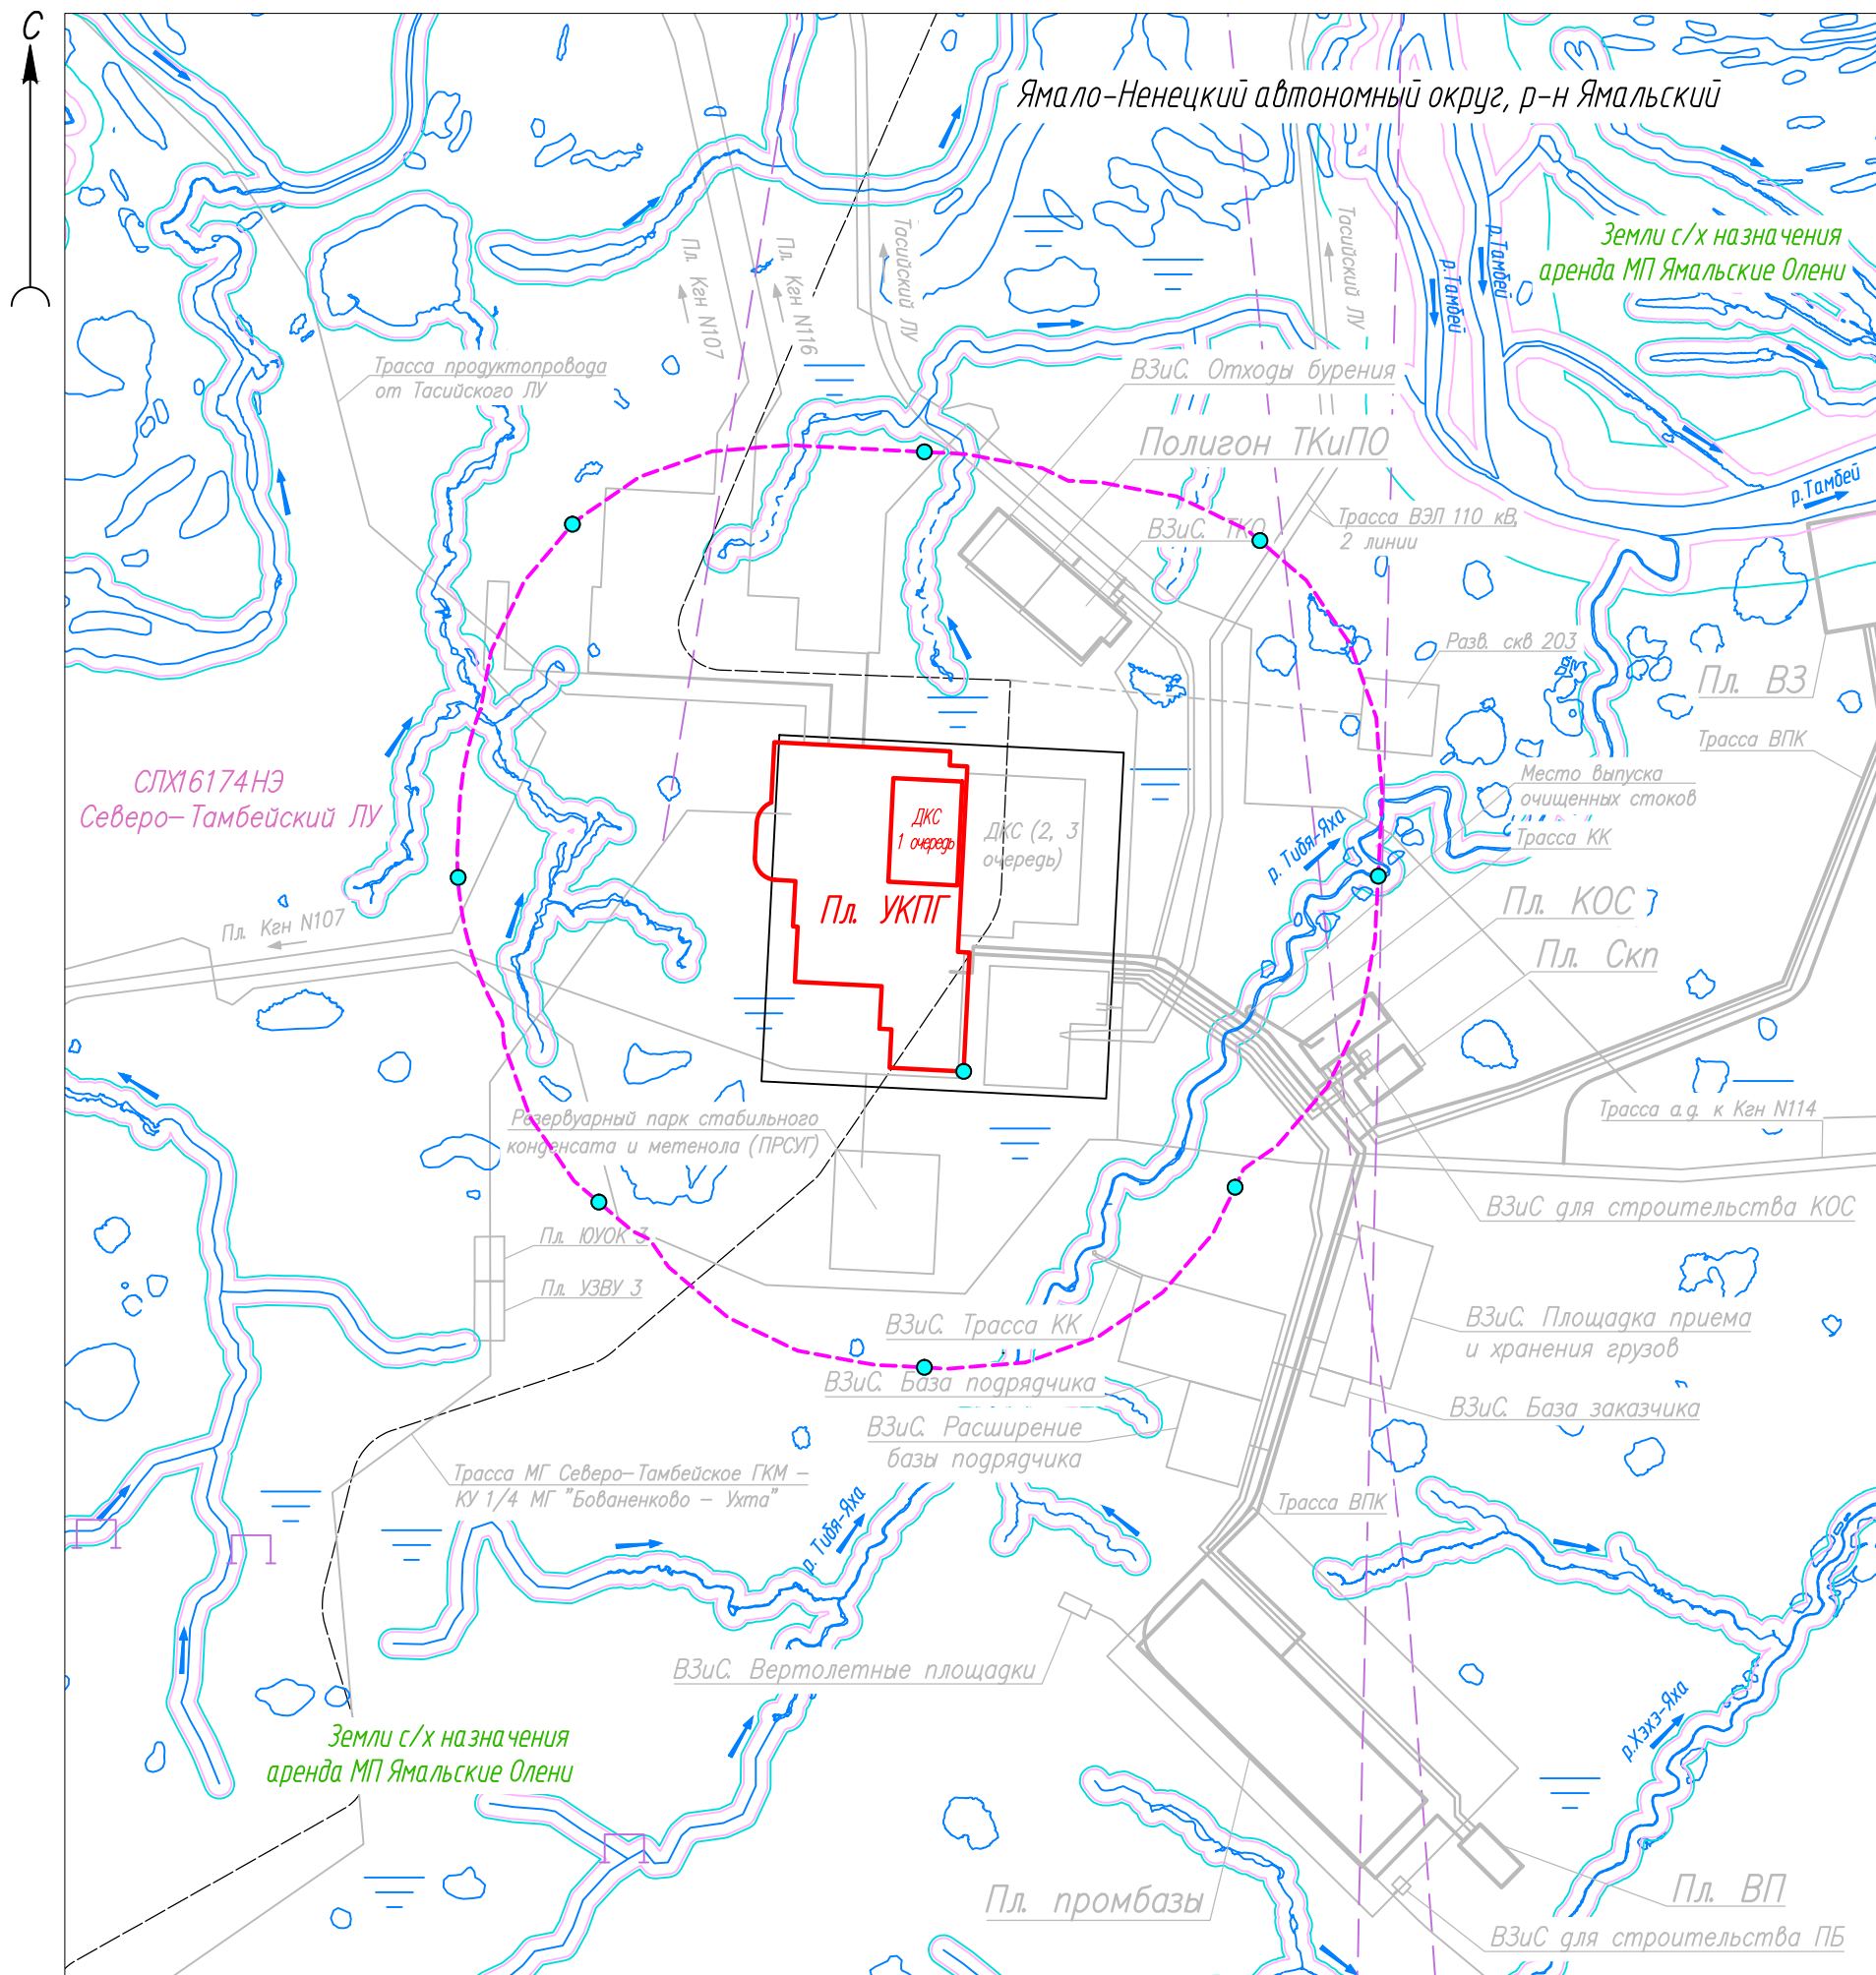 С
Ямало-Ненецкий автономный округ, р-н Ямальский
Земли с/х назначения
аренда МП Ямальские Олени
р.Тамбей
р.Тамбей
р.Тамбей
Пл. Кгн N107
Пл. Кгн N116
Тасийский ЛУ
Тасийский ЛУ
Трасса продуктопровода
от Тасийского ЛУ
ВЗиС. Отходы бурения
Полигон ТКиПО
ВЗиС. ТКО
Трасса ВЭЛ 110 кВ,
2 линии
Разв. скв 203
Пл. ВЗ
Трасса ВПК
СЛХ16174НЭ
Северо-Тамбейский ЛУ
Место выпуска
очищенных стоков
Трасса КК
р. Тибя-Яха
ДКС
1 очередь
ДКС (2, 3
очередь)
Пл. УКПГ
Пл. КОС
Пл. Скп
Пл. Кгн N107
Резервуарный парк стабильного
конденсата и метенола (ПРСУГ)
Трасса а.д. к Кгн N114
ВЗиС для строительства КОС
Пл. ЮУОК 3
Пл. УЗВУ 3
ВЗиС. Трасса КК
ВЗиС. Площадка приема
и хранения грузов
ВЗиС. База подрядчика
ВЗиС. База заказчика
ВЗиС. Расширение
базы подрядчика
Трасса МГ Северо-Тамбейское ГКМ -
КУ 1/4 МГ "Бованенково - Ухта"
Трасса ВПК
р. Тибя-Яха
ВЗиС. Вертолетные площадки
р.Хэхэ-Яха
Земли с/х назначения
аренда МП Ямальские Олени
Пл. промбазы
Пл. ВП
ВЗиС для строительства ПБ